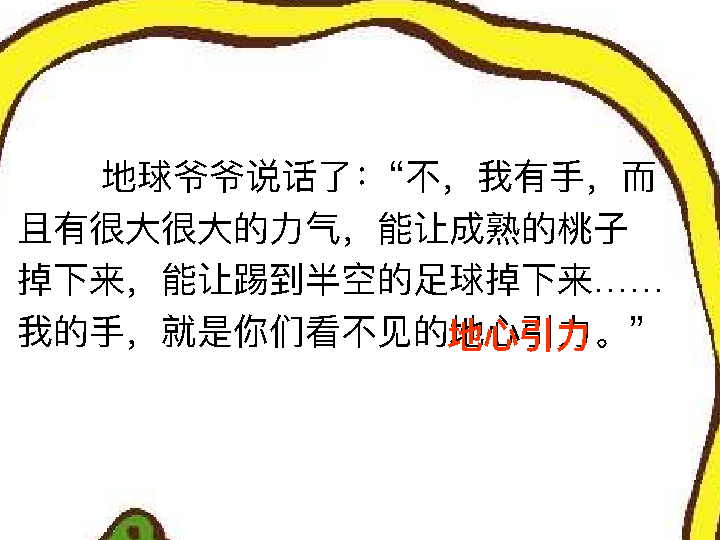 地球爷爷说话了：“不，我有手，而
且有很大很大的力气，能让成熟的桃子
掉下来，能让踢到半空的足球掉下来……
我的手，就是你们看不见的地心引力。”